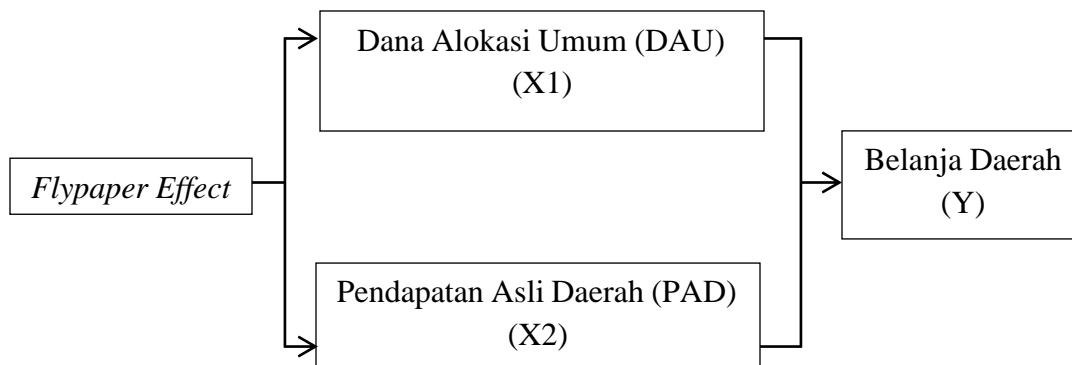 Dana Alokasi Umum (DAU)
(X1)
Flypaper Effect
Belanja Daerah
(Y)
Pendapatan Asli Daerah (PAD)
(X2)